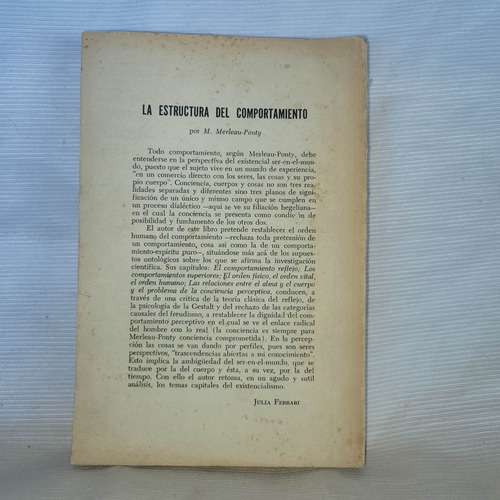 LA ESTRUCTURA DEL COMPORTAMIENTO
por M. Merleau-Ponty
Todo comportamiento, según Merleau-Ponty, debe
entenderse en la perspectiva del existencial ser-en-el-mun-
do, puesto que el sujeto vive en un mundo de experiencia,
"en un comercio directo con los seres, las cosas y su pro-
pio cuerpo". Conciencia, cuerpos y cosas no son tres rea-
lidades separadas y diferentes sino tres planos de signi-
ficación de un único y mismo campo que se cumplen en
un proceso dialéctico —aquí se ve su filiación hegeliana—
en el cual la conciencia se presenta como condición de
posibilidad y fundamento de los otros dos.
El autor de este libro pretende restablecer el orden
humano del comportamiento —rechaza toda pretensión de
un comportamiento, cosa así como la de un comporta-
miento-espíritu puro—, situándose más acá de los su-
puestos ontológicos sobre los que se afirma la investigación
científica. Sus capítulos: El comportamiento reflejo; Los
comportamientos superiores; El orden físico, el orden vital,
el orden humano; Las relaciones entre el alma y el cuerpo
y el problema de la conciencia perceptiva, conducen, a
través de una crítica de la teoría clásica del reflejo, de
la psicología de la Gestalt y del rechazo de las categorías
causales del freudismo, a restablecer la dignidad del com-
portamiento perceptivo en el cual se ve el enlace radical
del hombre con lo real (la conciencia es siempre para
Merleau-Ponty conciencia comprometida). En la percep-
ción las cosas se van dando por perfiles, pues son seres
perspectivos, "trascendencias abiertas a mi conocimiento".
Esto implica la ambigüedad del ser-en-el-mundo, que se
traduce por la del cuerpo y ésta, a su vez, por la del
tiempo. Con ello el autor retoma, en un agudo y sutil
análisis, los temas capitales del existencialismo.
JULIA FERRARI